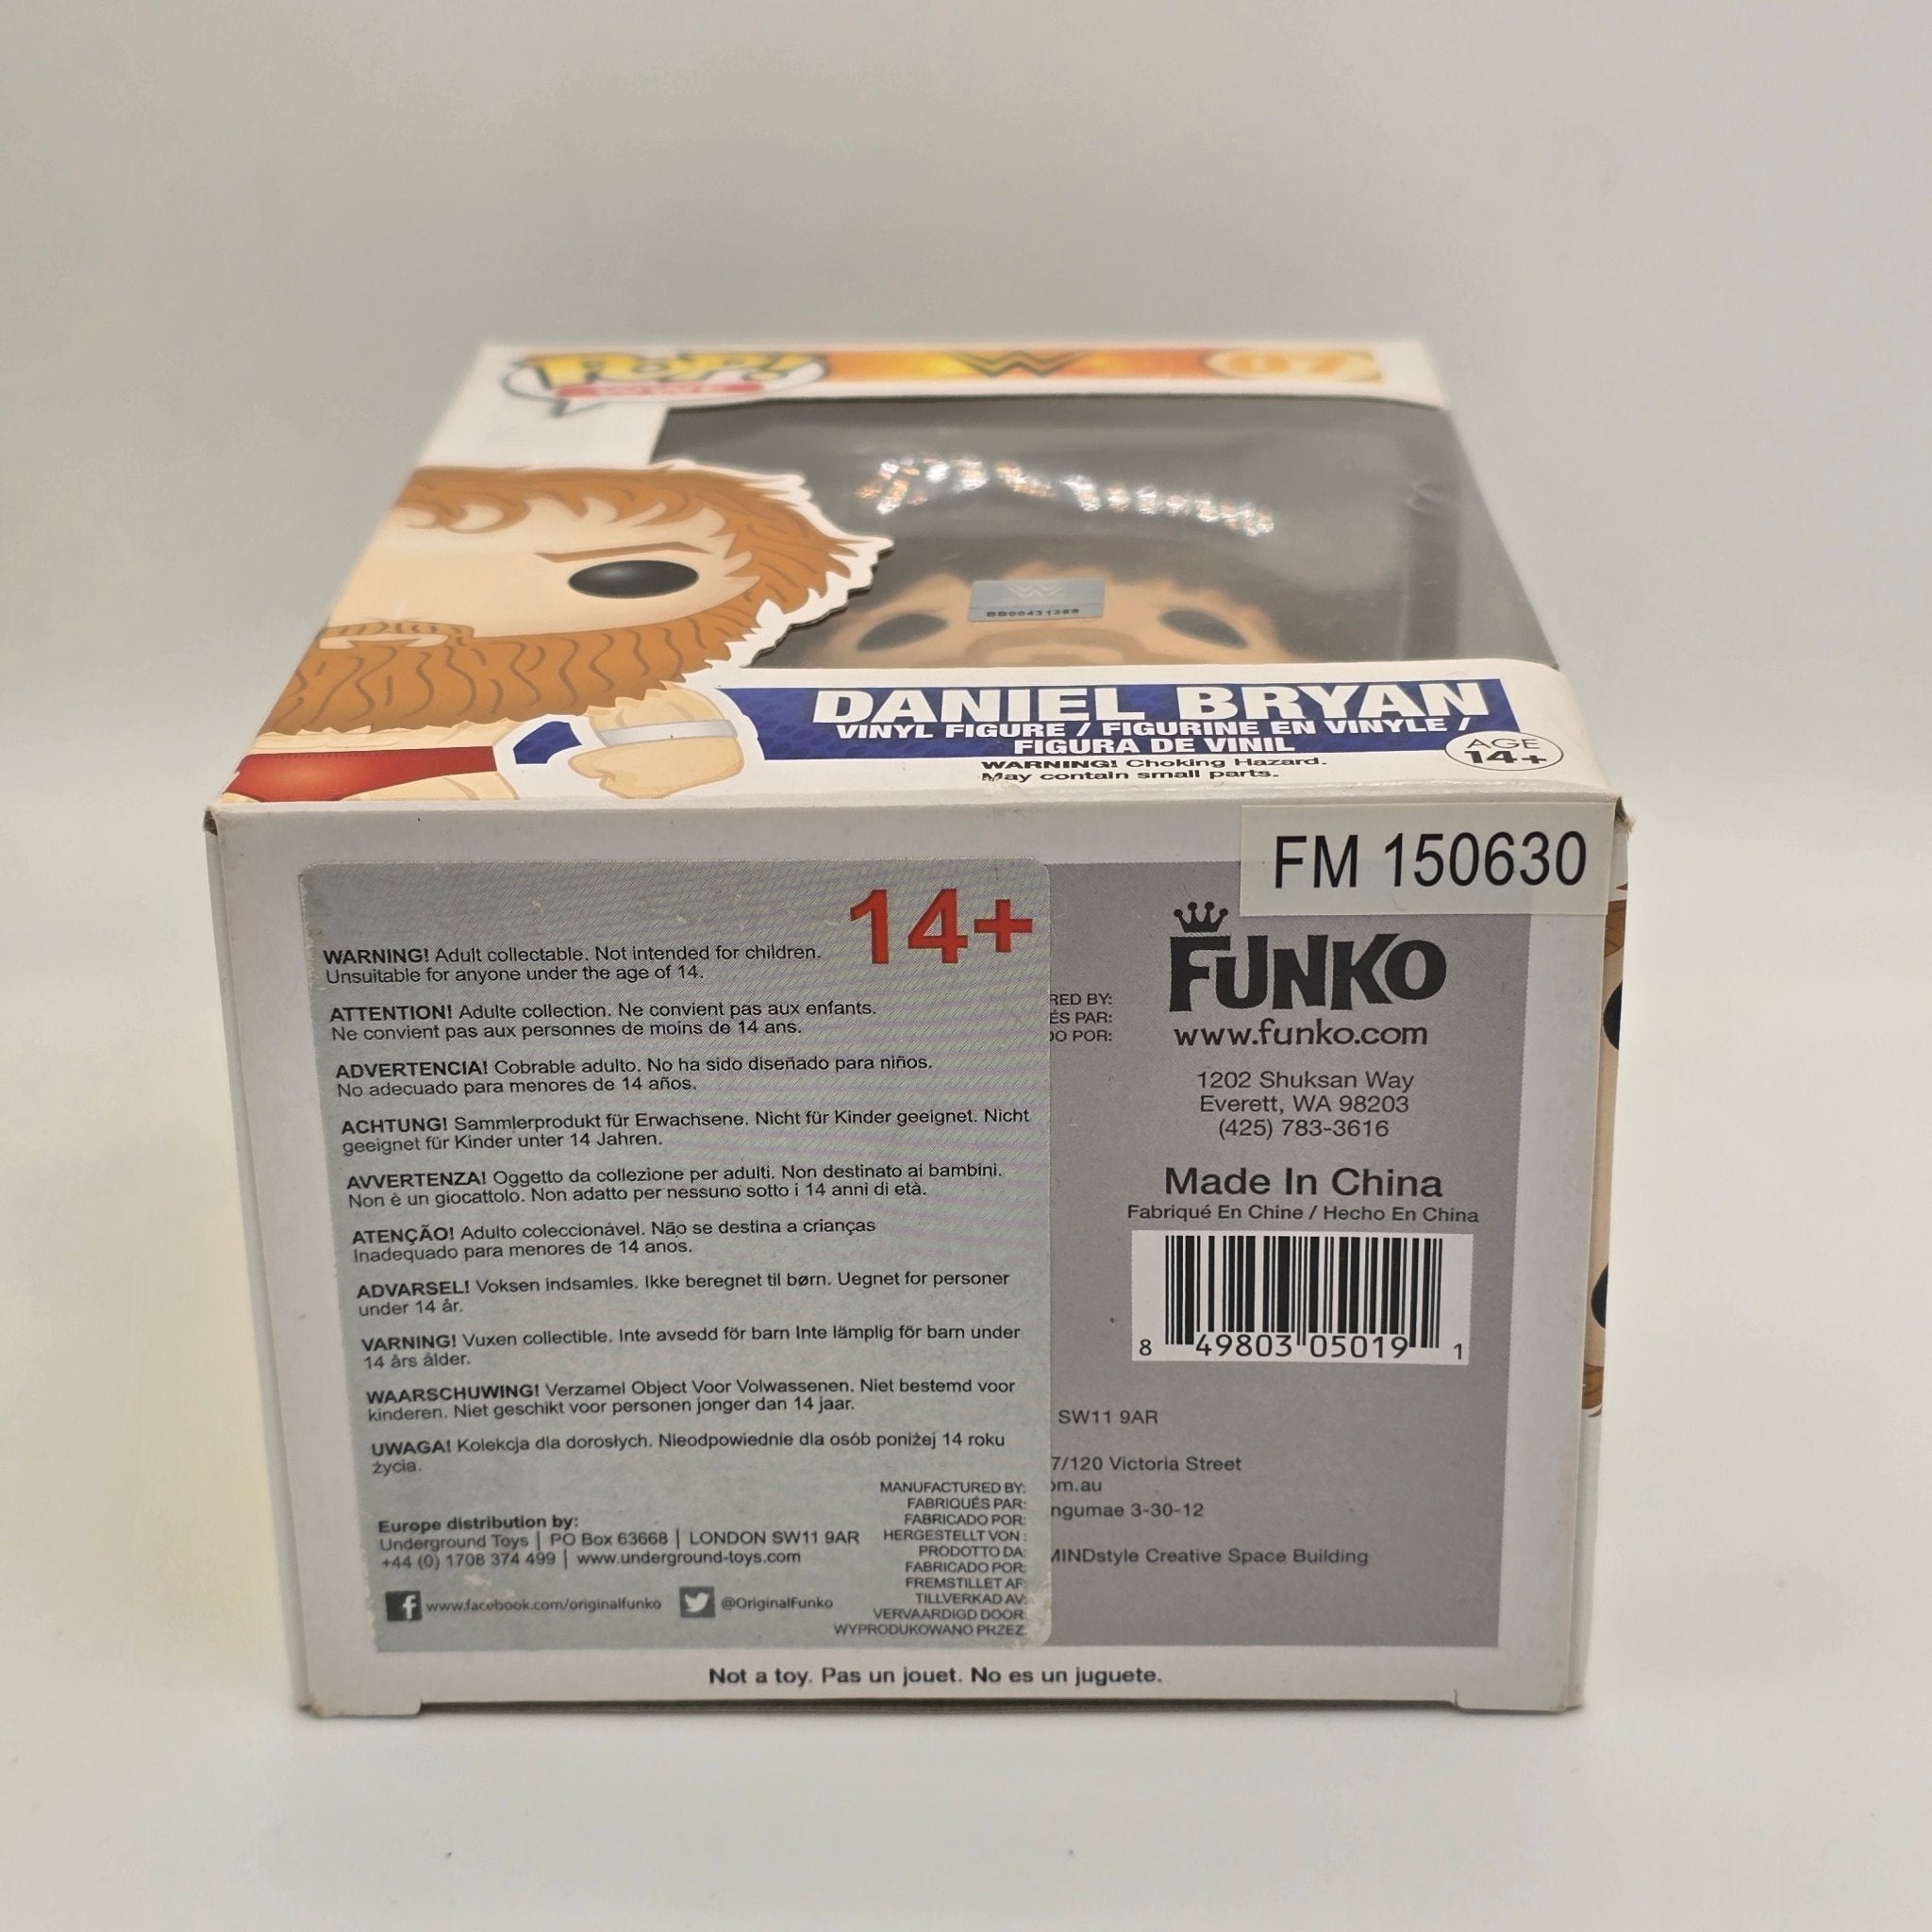 POP!
W
07
BB00431389
DANIEL BRYAN
VINYL FIGURE / FIGURINE EN VINYLE /
FIGURA DE VINIL
AGE
14+
WARNING! Choking Hazard.
May contain small parts.
FM 150630
14+
WARNING! Adult collectable. Not intended for children.
Unsuitable for anyone under the age of 14.
ATTENTION! Adulte collection. Ne convient pas aux enfants.
Ne convient pas aux personnes de moins de 14 ans.
ADVERTENCIA! Cobrable adulto. No ha sido diseñado para niños.
No adecuado para menores de 14 años.
ACHTUNG! Sammlerprodukt für Erwachsene. Nicht für Kinder geeignet. Nicht
geeignet für Kinder unter 14 Jahren.
AVVERTENZA! Oggetto da collezione per adulti. Non destinato ai bambini.
Non è un giocattolo. Non adatto per nessuno sotto i 14 anni di età.
ATENÇÃO! Adulto coleccionável. Não se destina a crianças
Inadequado para menores de 14 anos.
ADVARSEL! Voksen indsamles. Ikke beregnet til børn. Uegnet for personer
under 14 år.
VARNING! Vuxen collectible. Inte avsedd för barn Inte lämplig för barn under
14 års ålder.
WAARSCHUWING! Verzamel Object Voor Volwassenen. Niet bestemd voor
kinderen. Niet geschikt voor personen jonger dan 14 jaar.
UWAGA! Kolekcja dla dorosłych. Nieodpowiednie dla osób poniżej 14 roku
życia.
Europe distribution by:
Underground Toys | PO Box 63668 | LONDON SW11 9AR
+44 (0) 1708 374 499 | www.underground-toys.com
www.facebook.com/originalfunko
@OriginalFunko
MANUFACTURED BY:
FABRIQUÉS PAR:
FABRICADO POR:
HERGESTELLT VON :
PRODOTTO DA:
FABRICADO POR:
FREMSTILLET AF:
TILLVERKAD AV:
VERVAARDIGD DOOR:
WYPRODUKOWANO PRZEZ:
RED BY:
ÉS PAR:
DO POR:
FUNKO
www.funko.com
1202 Shuksan Way
Everett, WA 98203
(425) 783-3616
Made In China
Fabriqué En Chine / Hecho En China
8 49803 05019 1
SW11 9AR
7/120 Victoria Street
om.au
ngumae 3-30-12
MINDstyle Creative Space Building
Not a toy. Pas un jouet. No es un juguete.